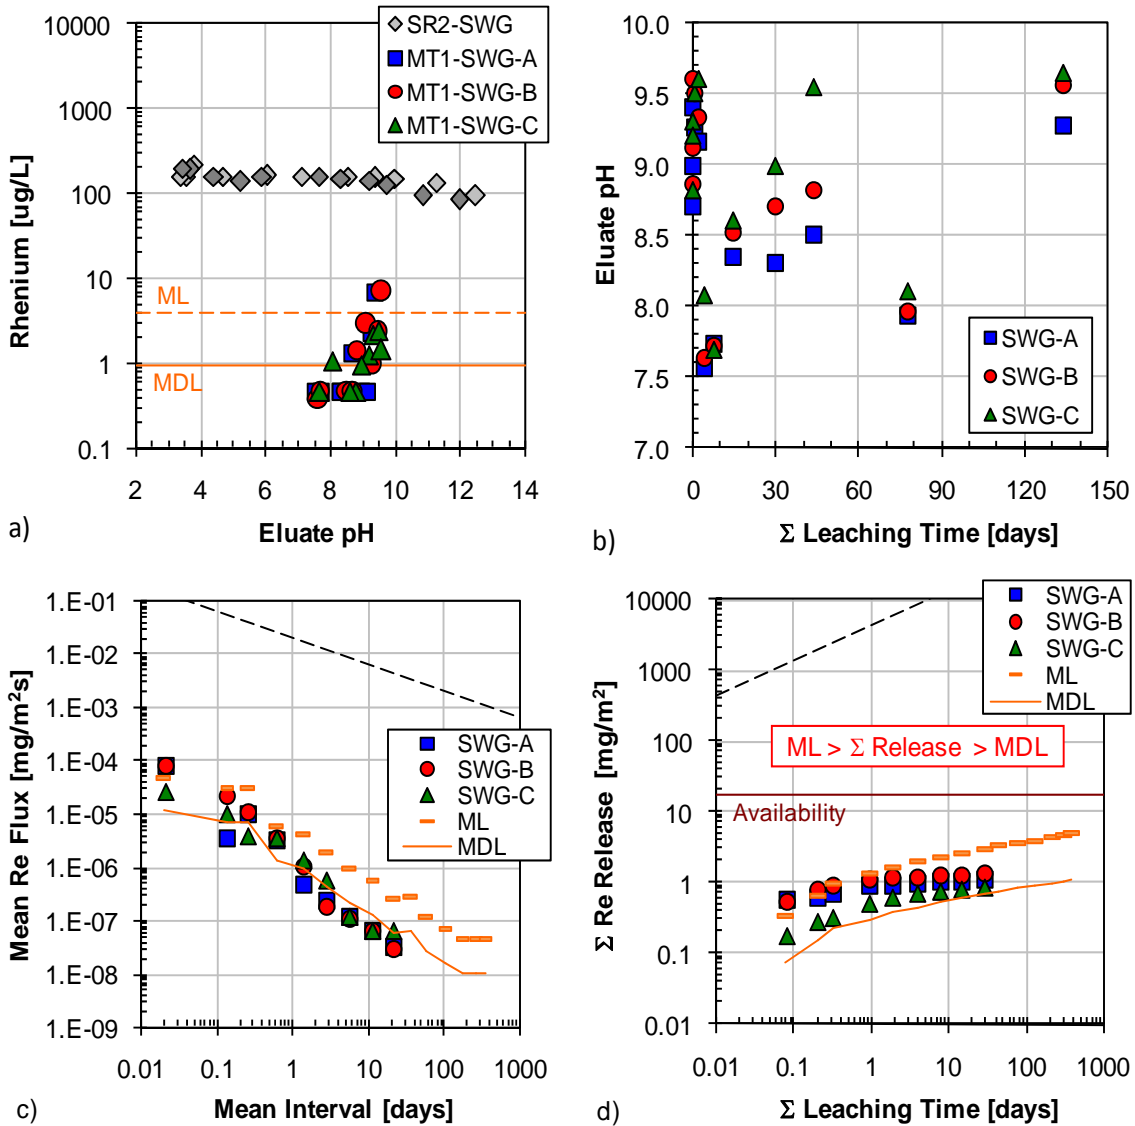 10000
1000
100
10
1
0.1
Rhenium [ug/L]
SR2-SWG
MT1-SWG-A
MT1-SWG-B
MT1-SWG-C
ML
MDL
2 4 6 8 10 12 14
Eluate pH
a)
10.0
9.5
9.0
8.5
8.0
7.5
7.0
Eluate pH
SWG-A
SWG-B
SWG-C
0 30 60 90 120 150
Σ Leaching Time [days]
b)
1.E-01
1.E-02
1.E-03
1.E-04
1.E-05
1.E-06
1.E-07
1.E-08
1.E-09
Mean Re Flux [mg/m²s]
SWG-A
SWG-B
SWG-C
ML
MDL
0.01 0.1 1 10 100 1000
Mean Interval [days]
c)
10000
1000
100
10
1
0.1
0.01
Σ Re Release [mg/m²]
SWG-A
SWG-B
SWG-C
ML
MDL
ML > Σ Release > MDL
Availability
0.01 0.1 1 10 100 1000
Σ Leaching Time [days]
d)